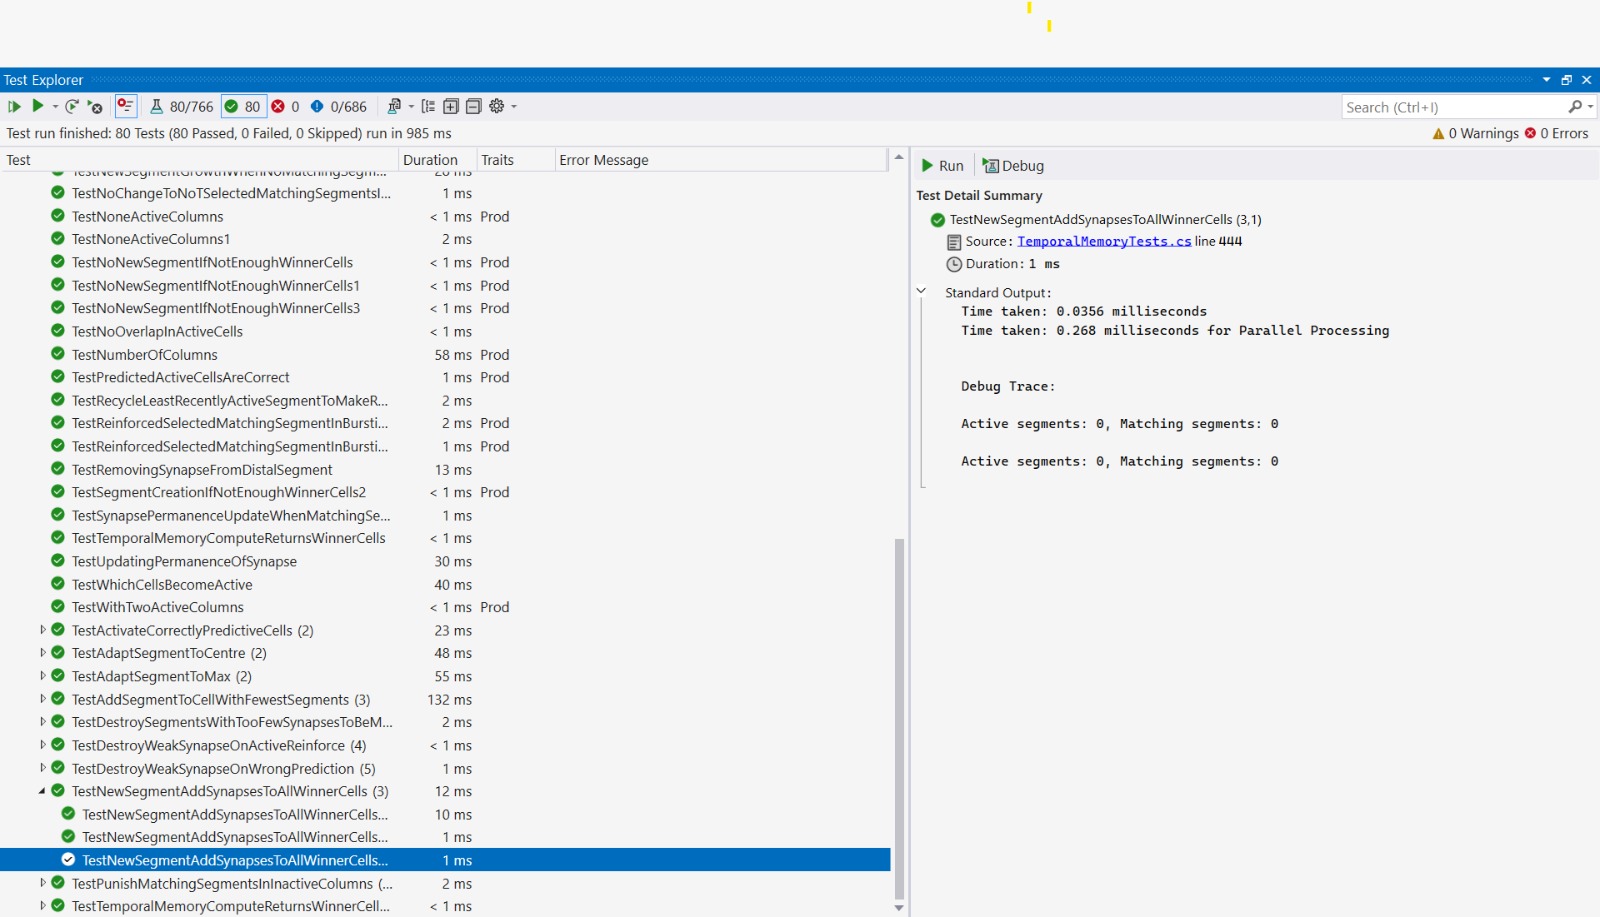 Test Explorer
80/766 80 0 0/686 Search (Ctrl+I)
Test run finished: 80 Tests (80 Passed, 0 Failed, 0 Skipped) run in 985 ms 0 Warnings 0 Errors
Test Duration Traits Error Message
TestNewSegmentGrowthWhenNoMatchingSegm... 28 ms
TestNoChangeToNoTSelectedMatchingSegmentsI... 1 ms
TestNoneActiveColumns < 1 ms Prod
TestNoneActiveColumns1 2 ms
TestNoNewSegmentIfNotEnoughWinnerCells < 1 ms Prod
TestNoNewSegmentIfNotEnoughWinnerCells1 < 1 ms Prod
TestNoNewSegmentIfNotEnoughWinnerCells3 < 1 ms Prod
TestNoOverlapInActiveCells < 1 ms
TestNumberOfColumns 58 ms Prod
TestPredictedActiveCellsAreCorrect 1 ms Prod
TestRecycleLeastRecentlyActiveSegmentToMakeR... 2 ms
TestReinforcedSelectedMatchingSegmentInBursti... 2 ms Prod
TestReinforcedSelectedMatchingSegmentInBursti... 1 ms Prod
TestRemovingSynapseFromDistalSegment 13 ms
TestSegmentCreationIfNotEnoughWinnerCells2 < 1 ms Prod
TestSynapsePermanenceUpdateWhenMatchingSe... 1 ms
TestTemporalMemoryComputeReturnsWinnerCells < 1 ms
TestUpdatingPermanenceOfSynapse 30 ms
TestWhichCellsBecomeActive 40 ms
TestWithTwoActiveColumns < 1 ms Prod
TestActivateCorrectlyPredictiveCells (2) 23 ms
TestAdaptSegmentToCentre (2) 48 ms
TestAdaptSegmentToMax (2) 55 ms
TestAddSegmentToCellWithFewestSegments (3) 132 ms
TestDestroySegmentsWithTooFewSynapsesToBeM... 2 ms
TestDestroyWeakSynapseOnActiveReinforce (4) < 1 ms
TestDestroyWeakSynapseOnWrongPrediction (5) 1 ms
TestNewSegmentAddSynapsesToAllWinnerCells (3) 12 ms
TestNewSegmentAddSynapsesToAllWinnerCells... 10 ms
TestNewSegmentAddSynapsesToAllWinnerCells... 1 ms
TestNewSegmentAddSynapsesToAllWinnerCells... 1 ms
TestPunishMatchingSegmentsInInactiveColumns (... 2 ms
TestTemporalMemoryComputeReturnsWinnerCell... < 1 ms
Run Debug
Test Detail Summary
TestNewSegmentAddSynapsesToAllWinnerCells (3,1)
Source: TemporalMemoryTests.cs line 444
Duration: 1 ms
Standard Output:
Time taken: 0.0356 milliseconds
Time taken: 0.268 milliseconds for Parallel Processing
Debug Trace:
Active segments: 0, Matching segments: 0
Active segments: 0, Matching segments: 0